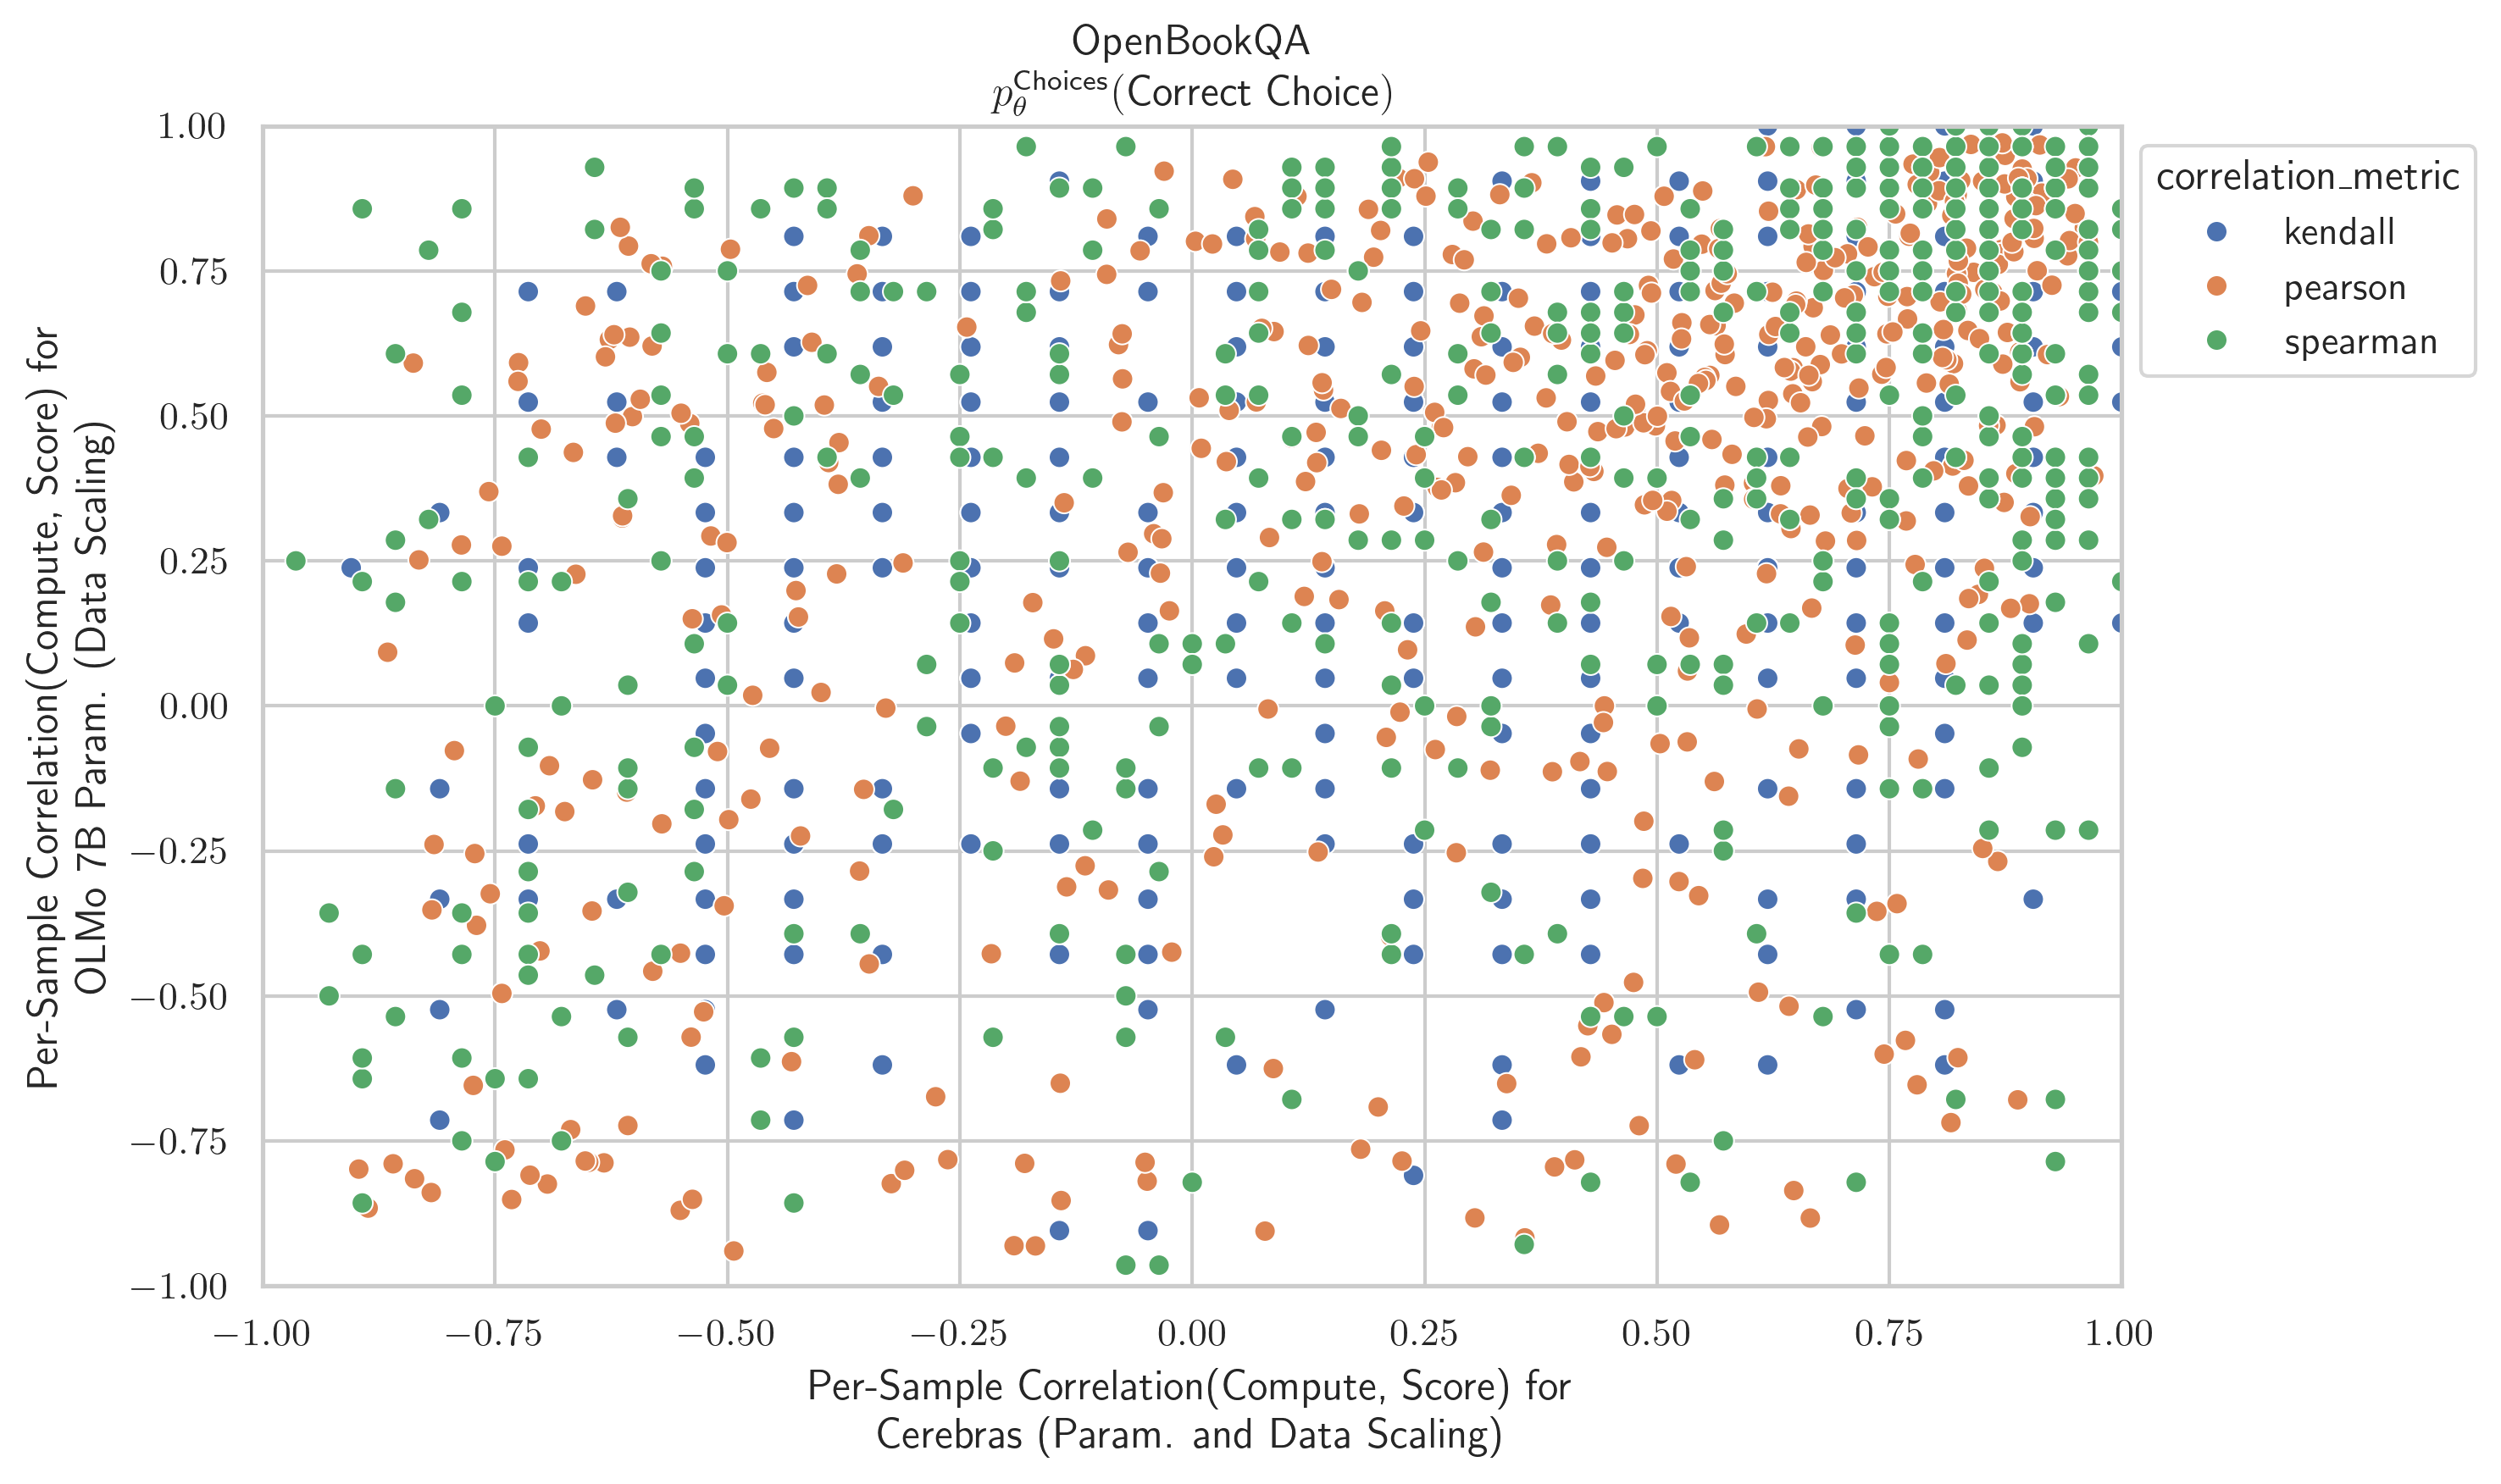 OpenBookQA
p_θ^Choices(Correct Choice)
1.00
0.75
0.50
0.25
0.00
−0.25
−0.50
−0.75
−1.00
Per-Sample Correlation(Compute, Score) for
OLMo 7B Param. (Data Scaling)
−1.00 −0.75 −0.50 −0.25 0.00 0.25 0.50 0.75 1.00
Per-Sample Correlation(Compute, Score) for
Cerebras (Param. and Data Scaling)
correlation_metric
kendall
pearson
spearman